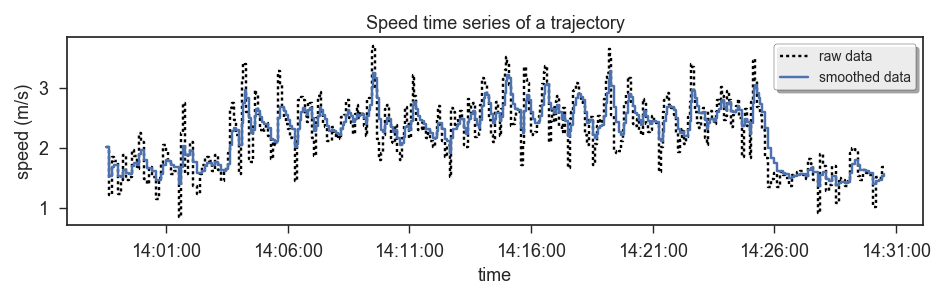 Speed time series of a trajectory
raw data
smoothed data
speed (m/s)
3
2
1
14:01:00 14:06:00 14:11:00 14:16:00 14:21:00 14:26:00 14:31:00
time